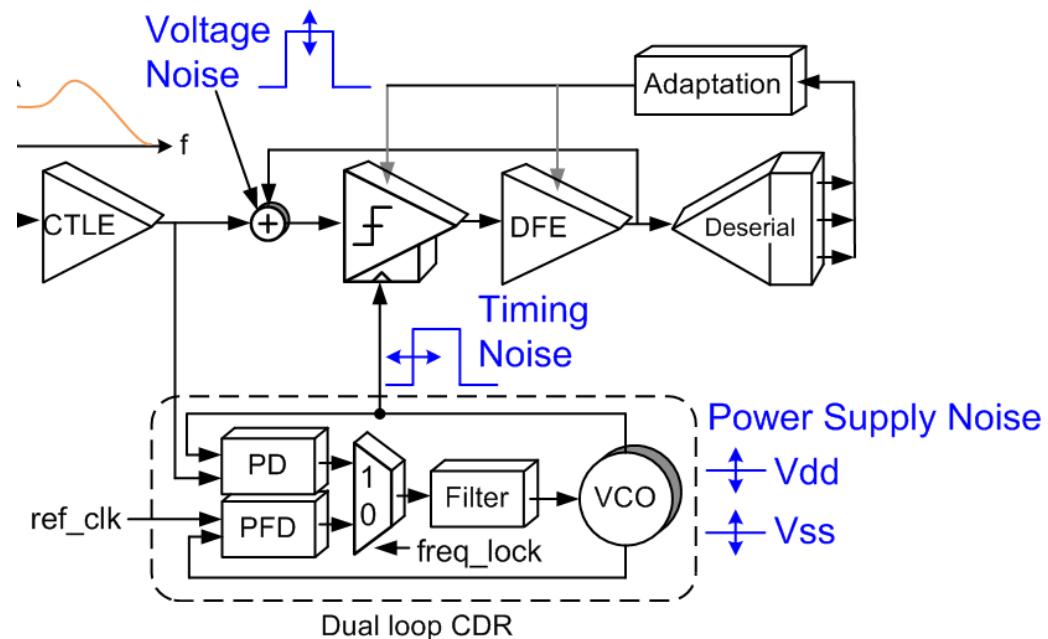 Voltage
Noise
Adaptation
f
CTLE
+
DFE
Deserial
Timing
Noise
Power Supply Noise
Vdd
Vss
PD
PFD
1
0
Filter
VCO
ref_clk
freq_lock
Dual loop CDR